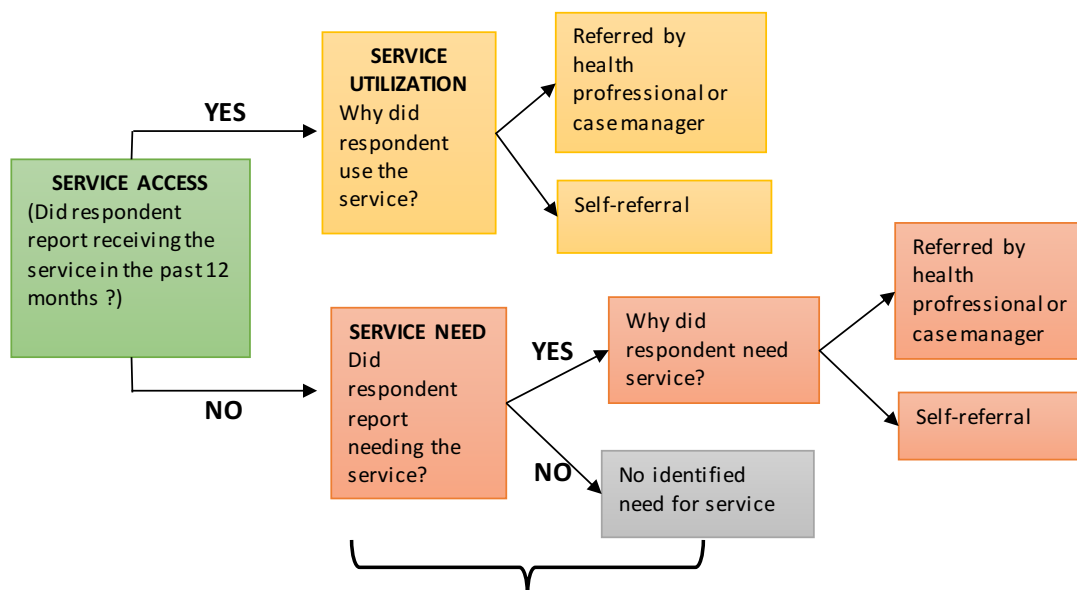 SERVICE ACCESS
(Did respondent
report receiving the
service in the past 12
months ?)
YES
NO
SERVICE
UTILIZATION
Why did
respondent
use the
service?
Referred by
health
profressional or
case manager
Self-referral
SERVICE NEED
Did
respondent
report
needing the
service?
YES
NO
Why did
respondent need
service?
No identified
need for service
Referred by
health
profressional or
case manager
Self-referral